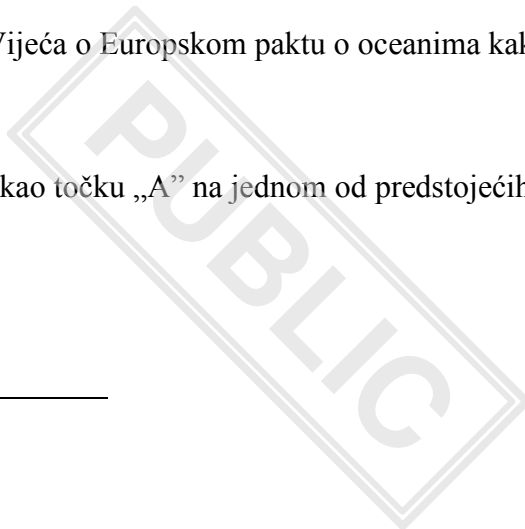 Vijeća o Europskom paktu o oceanima kak
kao točku „A” na jednom od predstojećih
PUBLIC